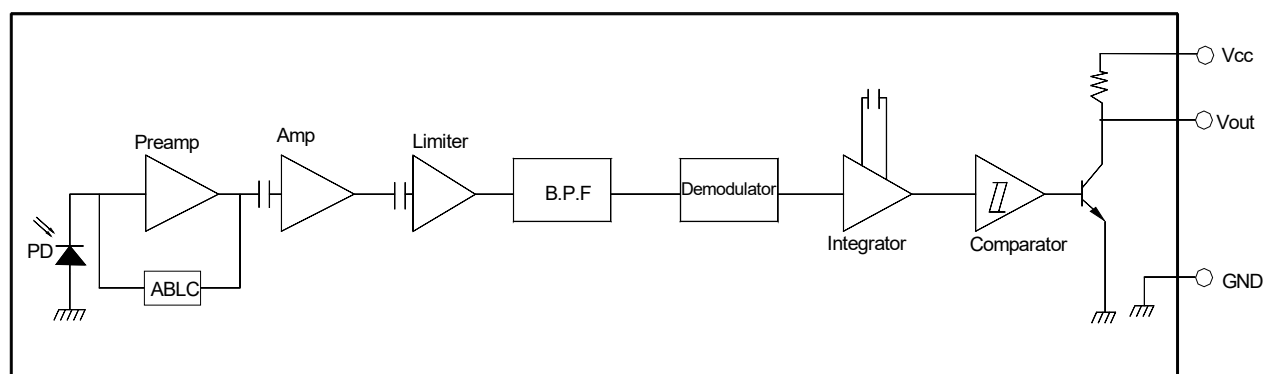 Vcc
Vout
Preamp
Amp
Limiter
B.P.F
Demodulator
Integrator
Comparator
PD
ABLC
GND